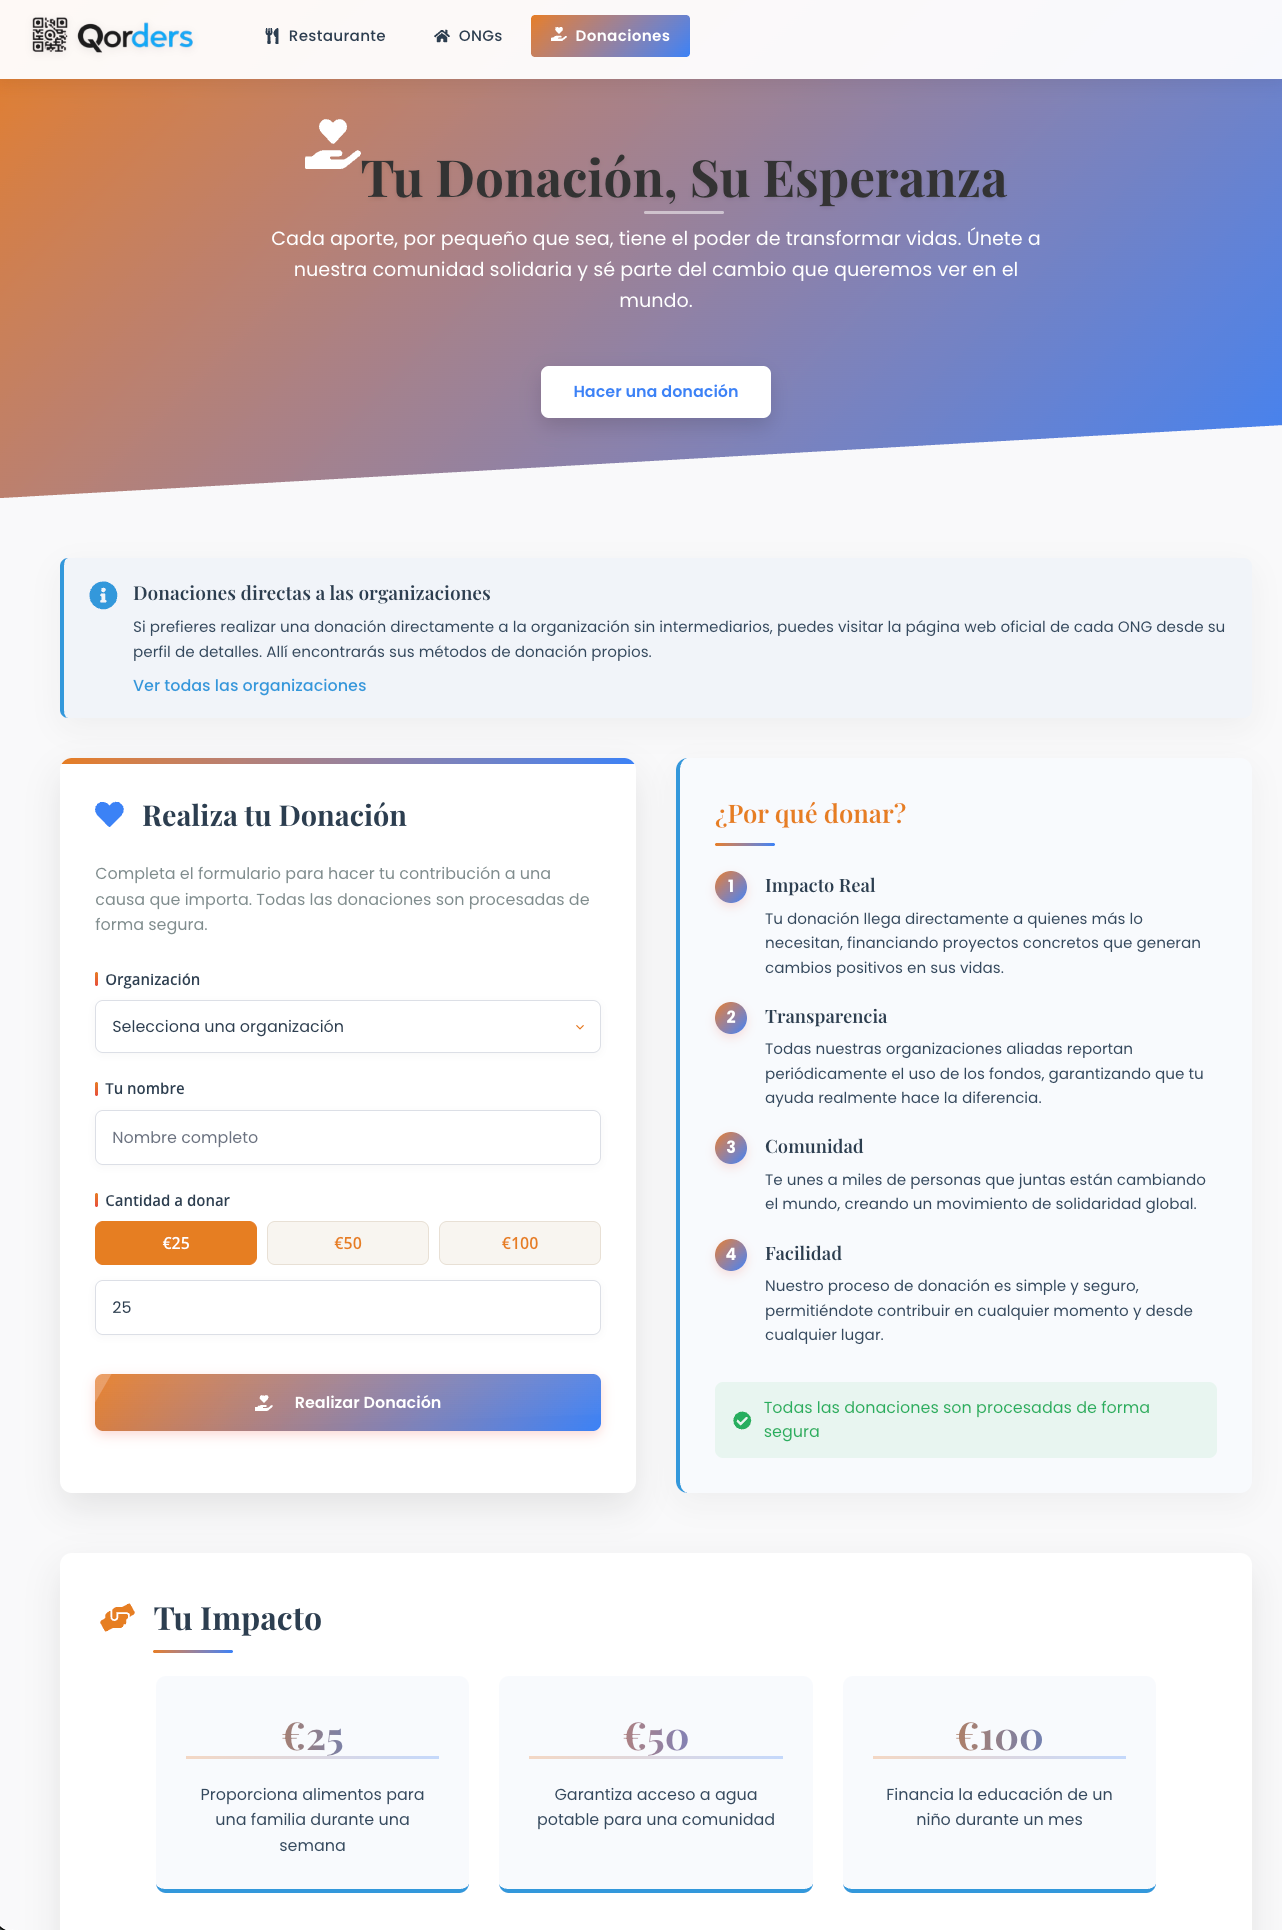 Qorders
Restaurante
ONGs
Donaciones
Tu Donación, Su Esperanza
Cada aporte, por pequeño que sea, tiene el poder de transformar vidas. Únete a
nuestra comunidad solidaria y sé parte del cambio que queremos ver en el
mundo.
Hacer una donación
Donaciones directas a las organizaciones
Si prefieres realizar una donación directamente a la organización sin intermediarios, puedes visitar la página web oficial de cada ONG desde su
perfil de detalles. Allí encontrarás sus métodos de donación propios.
Ver todas las organizaciones
Realiza tu Donación
Completa el formulario para hacer tu contribución a una
causa que importa. Todas las donaciones son procesadas de
forma segura.
Organización
Selecciona una organización
Tu nombre
Nombre completo
Cantidad a donar
€25
€50
€100
25
Realizar Donación
¿Por qué donar?
1
Impacto Real
Tu donación llega directamente a quienes más lo
necesitan, financiando proyectos concretos que generan
cambios positivos en sus vidas.
2
Transparencia
Todas nuestras organizaciones aliadas reportan
periódicamente el uso de los fondos, garantizando que tu
ayuda realmente hace la diferencia.
3
Comunidad
Te unes a miles de personas que juntas están cambiando
el mundo, creando un movimiento de solidaridad global.
4
Facilidad
Nuestro proceso de donación es simple y seguro,
permitiéndote contribuir en cualquier momento y desde
cualquier lugar.
Todas las donaciones son procesadas de forma
segura
Tu Impacto
€25
Proporciona alimentos para
una familia durante una
semana
€50
Garantiza acceso a agua
potable para una comunidad
€100
Financia la educación de un
niño durante un mes